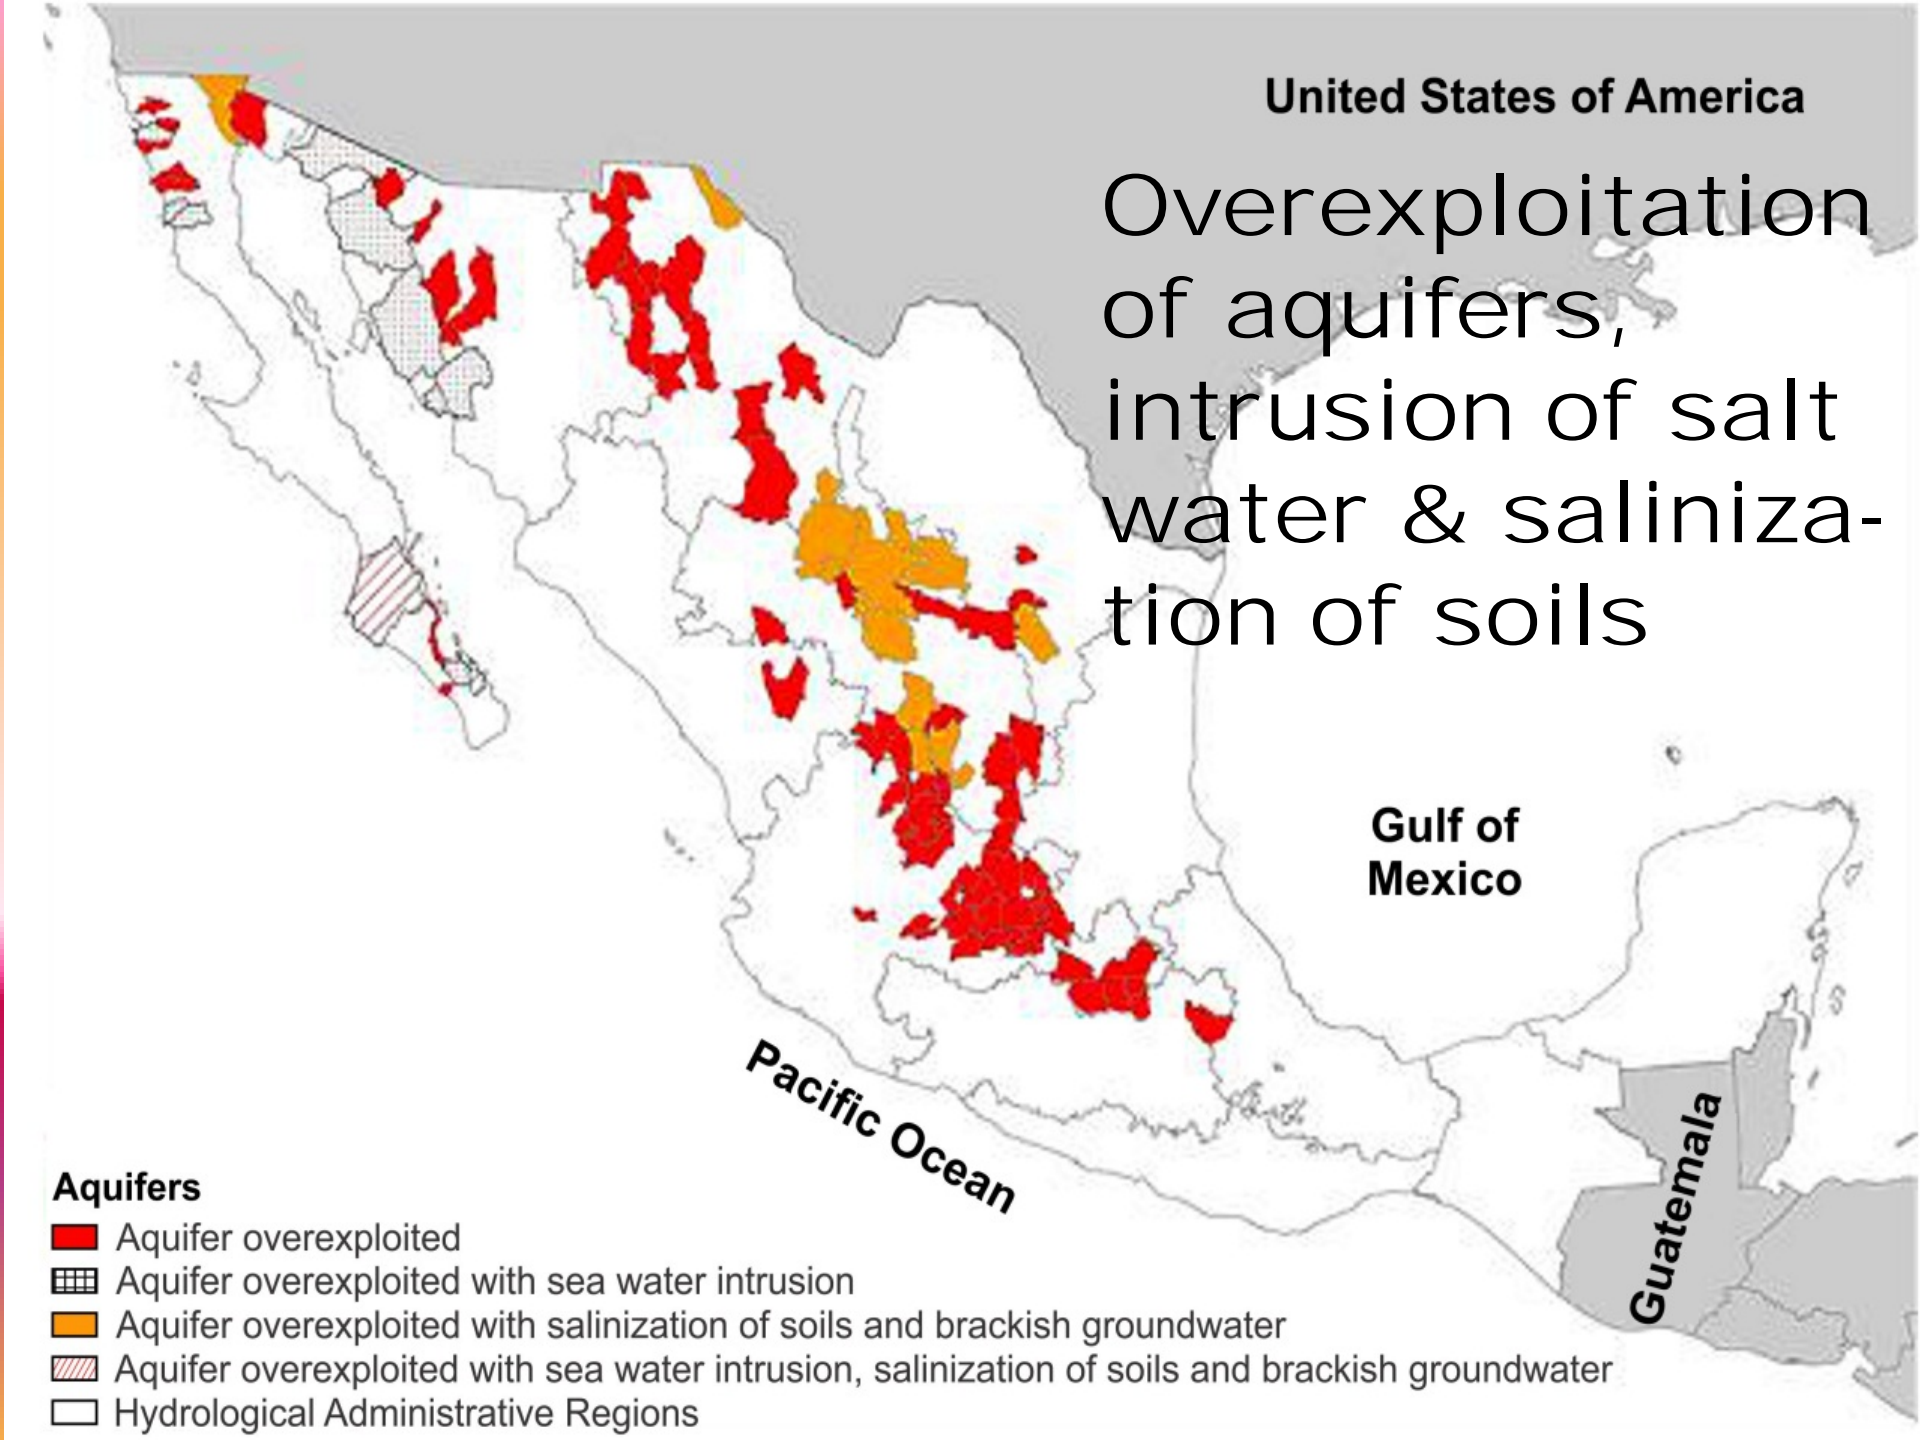 United States of America
Overexploitation
of aquifers,
intrusion of salt
water & saliniza-
tion of soils
Gulf of
Mexico
Pacific Ocean
Guatemala
Aquifers
Aquifer overexploited
Aquifer overexploited with sea water intrusion
Aquifer overexploited with salinization of soils and brackish groundwater
Aquifer overexploited with sea water intrusion, salinization of soils and brackish groundwater
Hydrological Administrative Regions